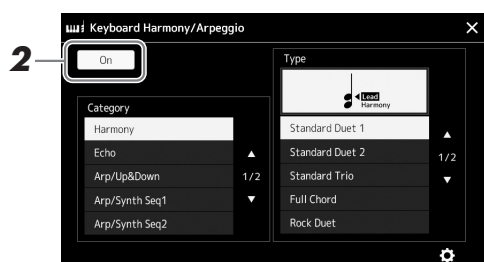 Keyboard Harmony/Arpeggio
2
On
Category
Harmony
Echo
Arp/Up&Down
Arp/Synth Seq1
Arp/Synth Seq2
1/2
Type
Lead
Harmony
Standard Duet 1
Standard Duet 2
Standard Trio
Full Chord
Rock Duet
1/2